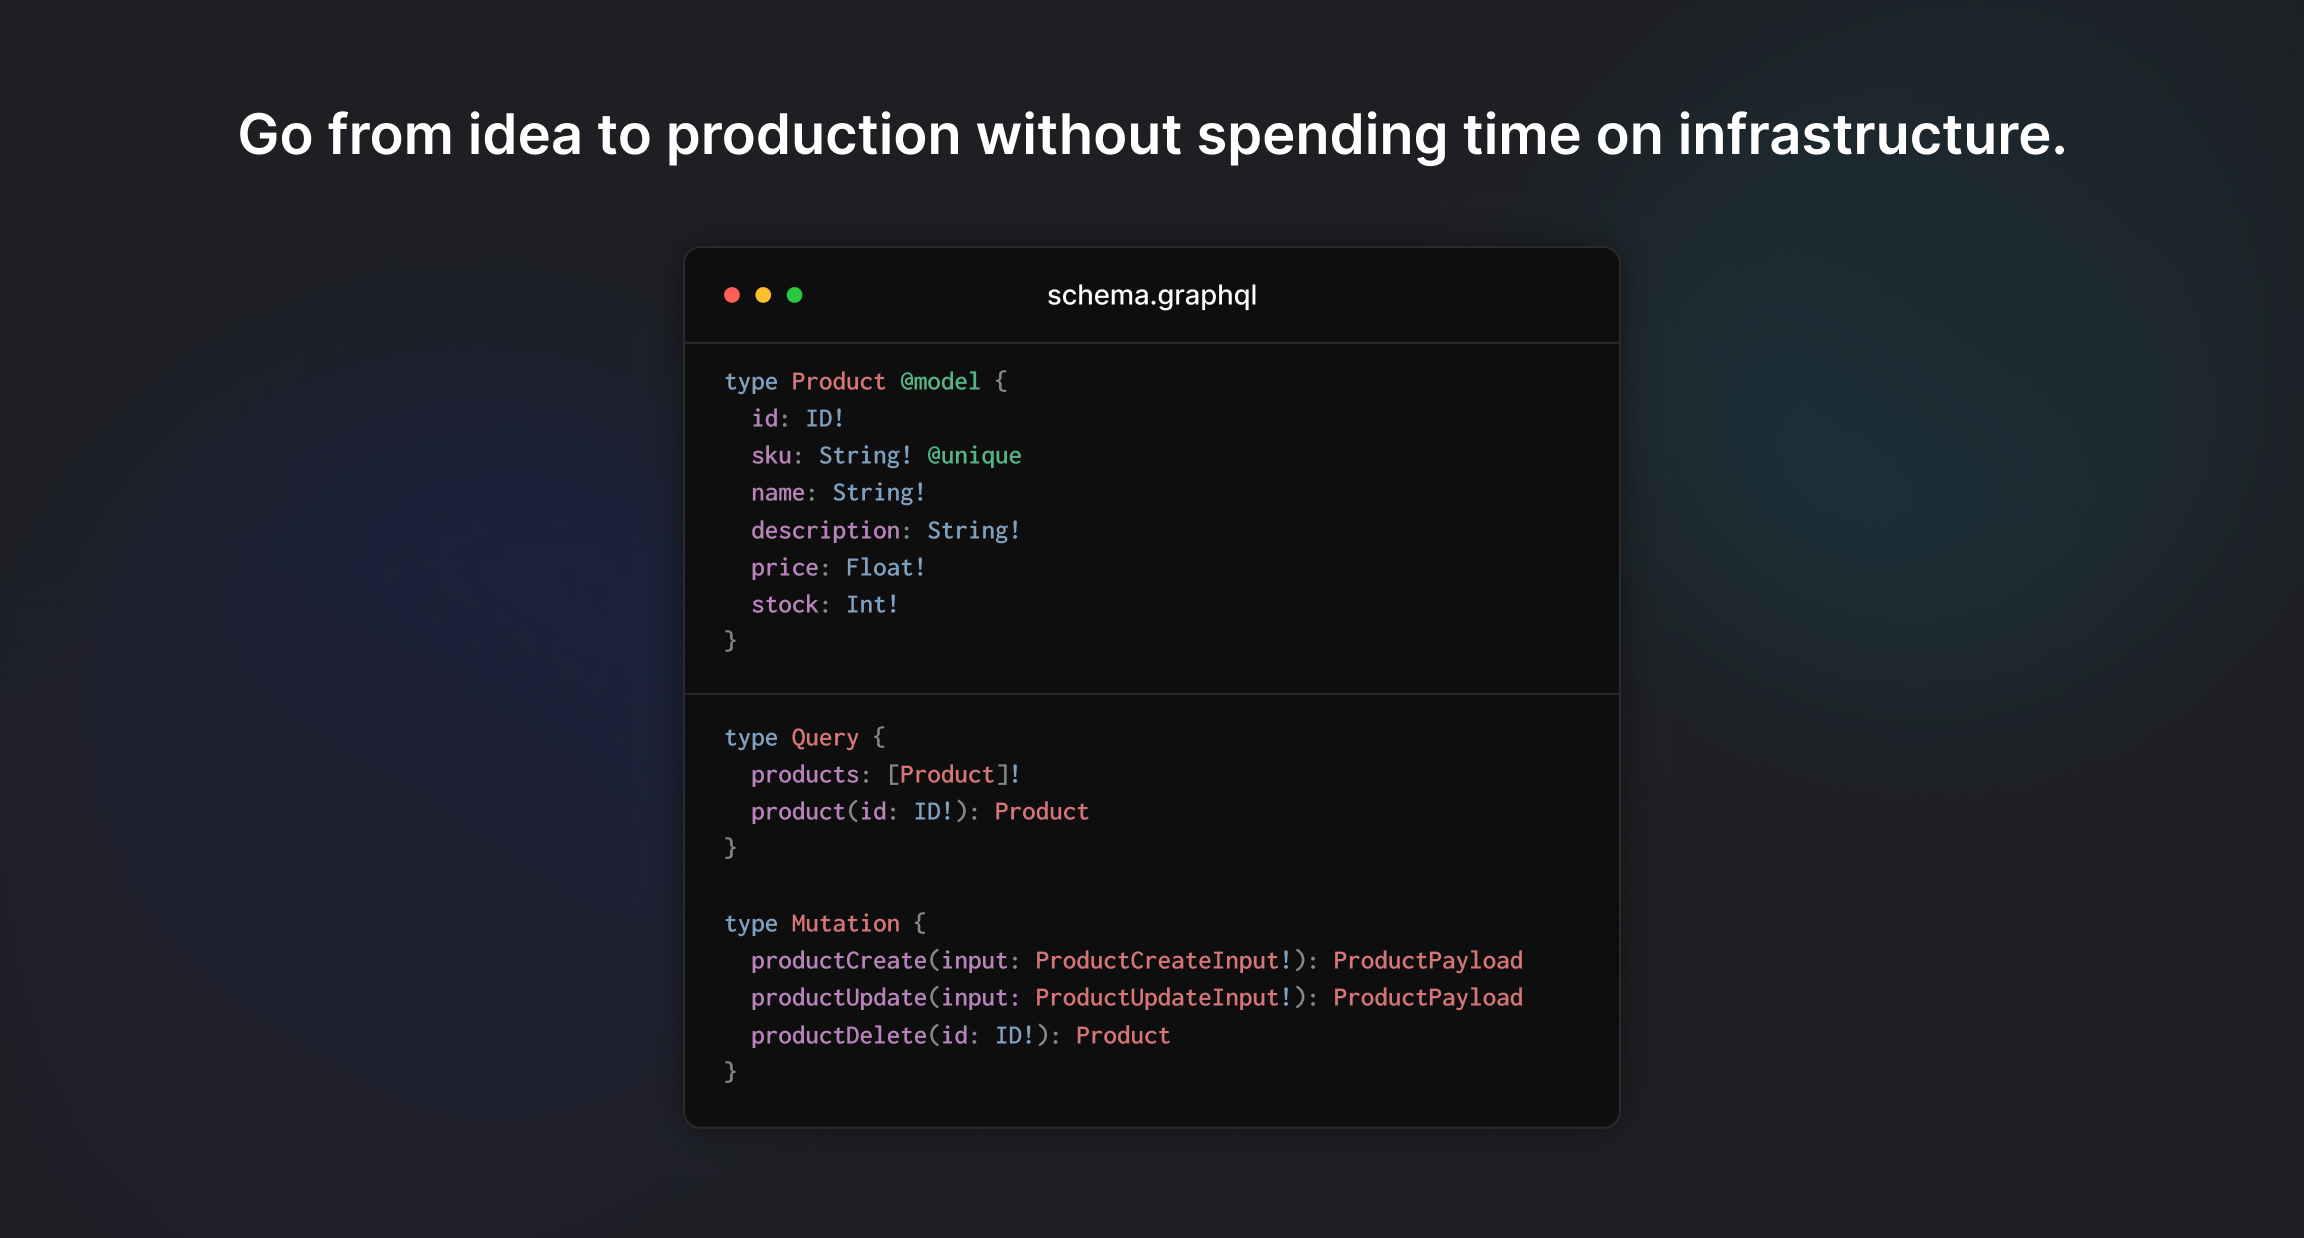 Go from idea to production without spending time on infrastructure.
schema.graphql
type Product @model {
  id: ID!
  sku: String! @unique
  name: String!
  description: String!
  price: Float!
  stock: Int!
}
type Query {
  products: [Product]!
  product(id: ID!): Product
}
type Mutation {
  productCreate(input: ProductCreateInput!): ProductPayload
  productUpdate(input: ProductUpdateInput!): ProductPayload
  productDelete(id: ID!): Product
}